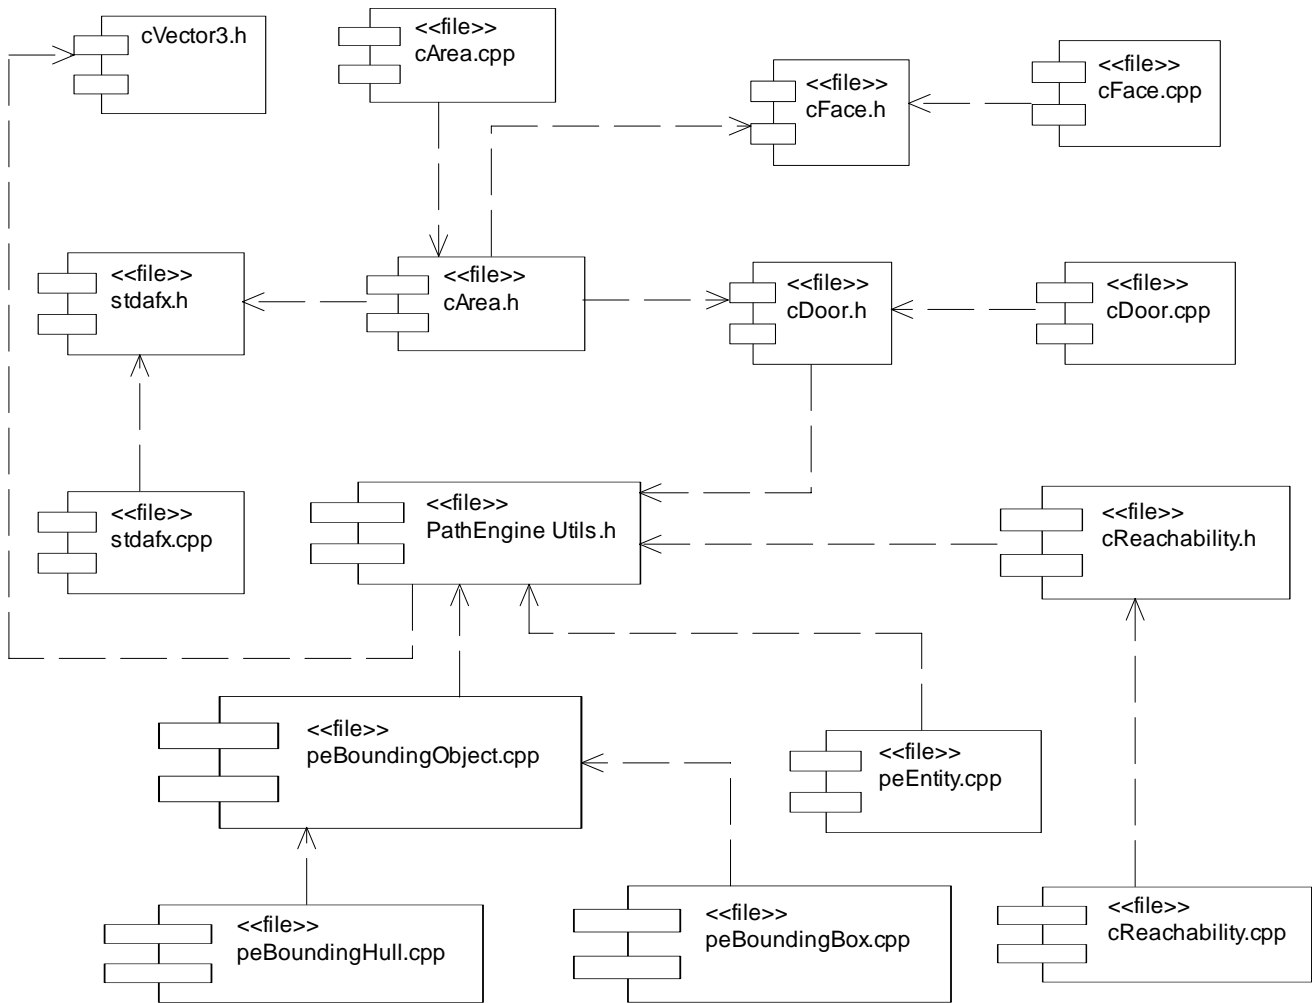 cVector3.h
<<file>>
cArea.cpp
<<file>>
cFace.h
<<file>>
cFace.cpp
<<file>>
stdafx.h
<<file>>
cArea.h
<<file>>
cDoor.h
<<file>>
cDoor.cpp
<<file>>
stdafx.cpp
<<file>>
PathEngine Utils.h
<<file>>
cReachability.h
<<file>>
peBoundingObject.cpp
<<file>>
peEntity.cpp
<<file>>
peBoundingHull.cpp
<<file>>
peBoundingBox.cpp
<<file>>
cReachability.cpp